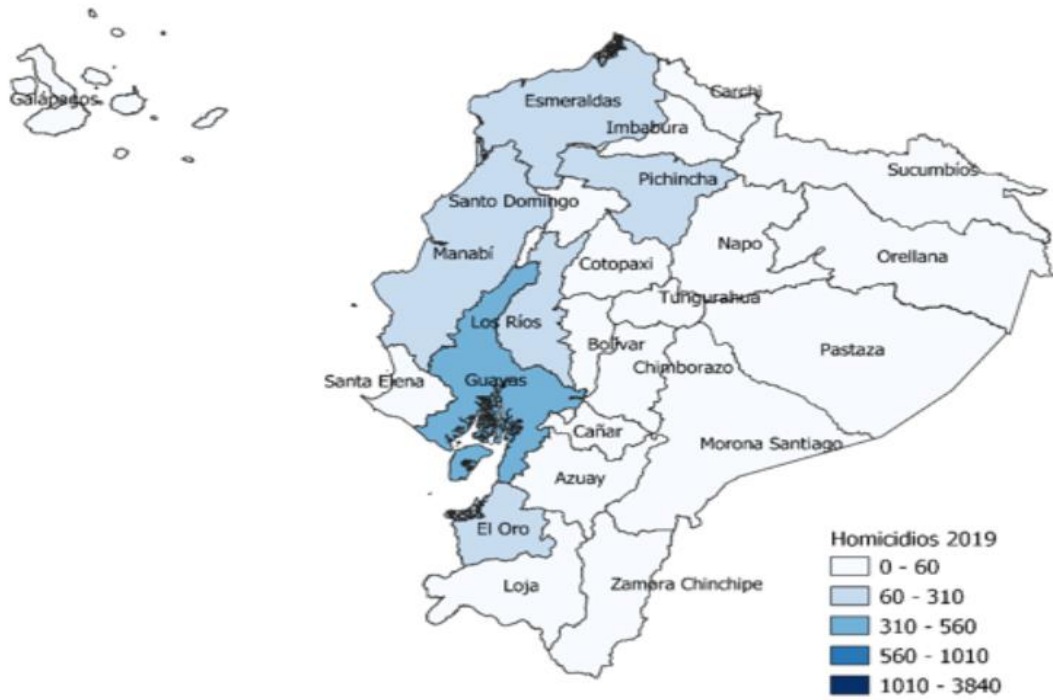 Galápagos
Esmeraldas
Carchi
Imbabura
Sucumbíos
Pichincha
Santo Domingo
Napo
Manabí
Cotopaxi
Orellana
Tungurahua
Los Ríos
Bolívar
Pastaza
Chimborazo
Santa Elena
Guayas
Cañar
Morona Santiago
Azuay
El Oro
Loja
Zamora Chinchipe
Homicidios 2019
0 - 60
60 - 310
310 - 560
560 - 1010
1010 - 3840